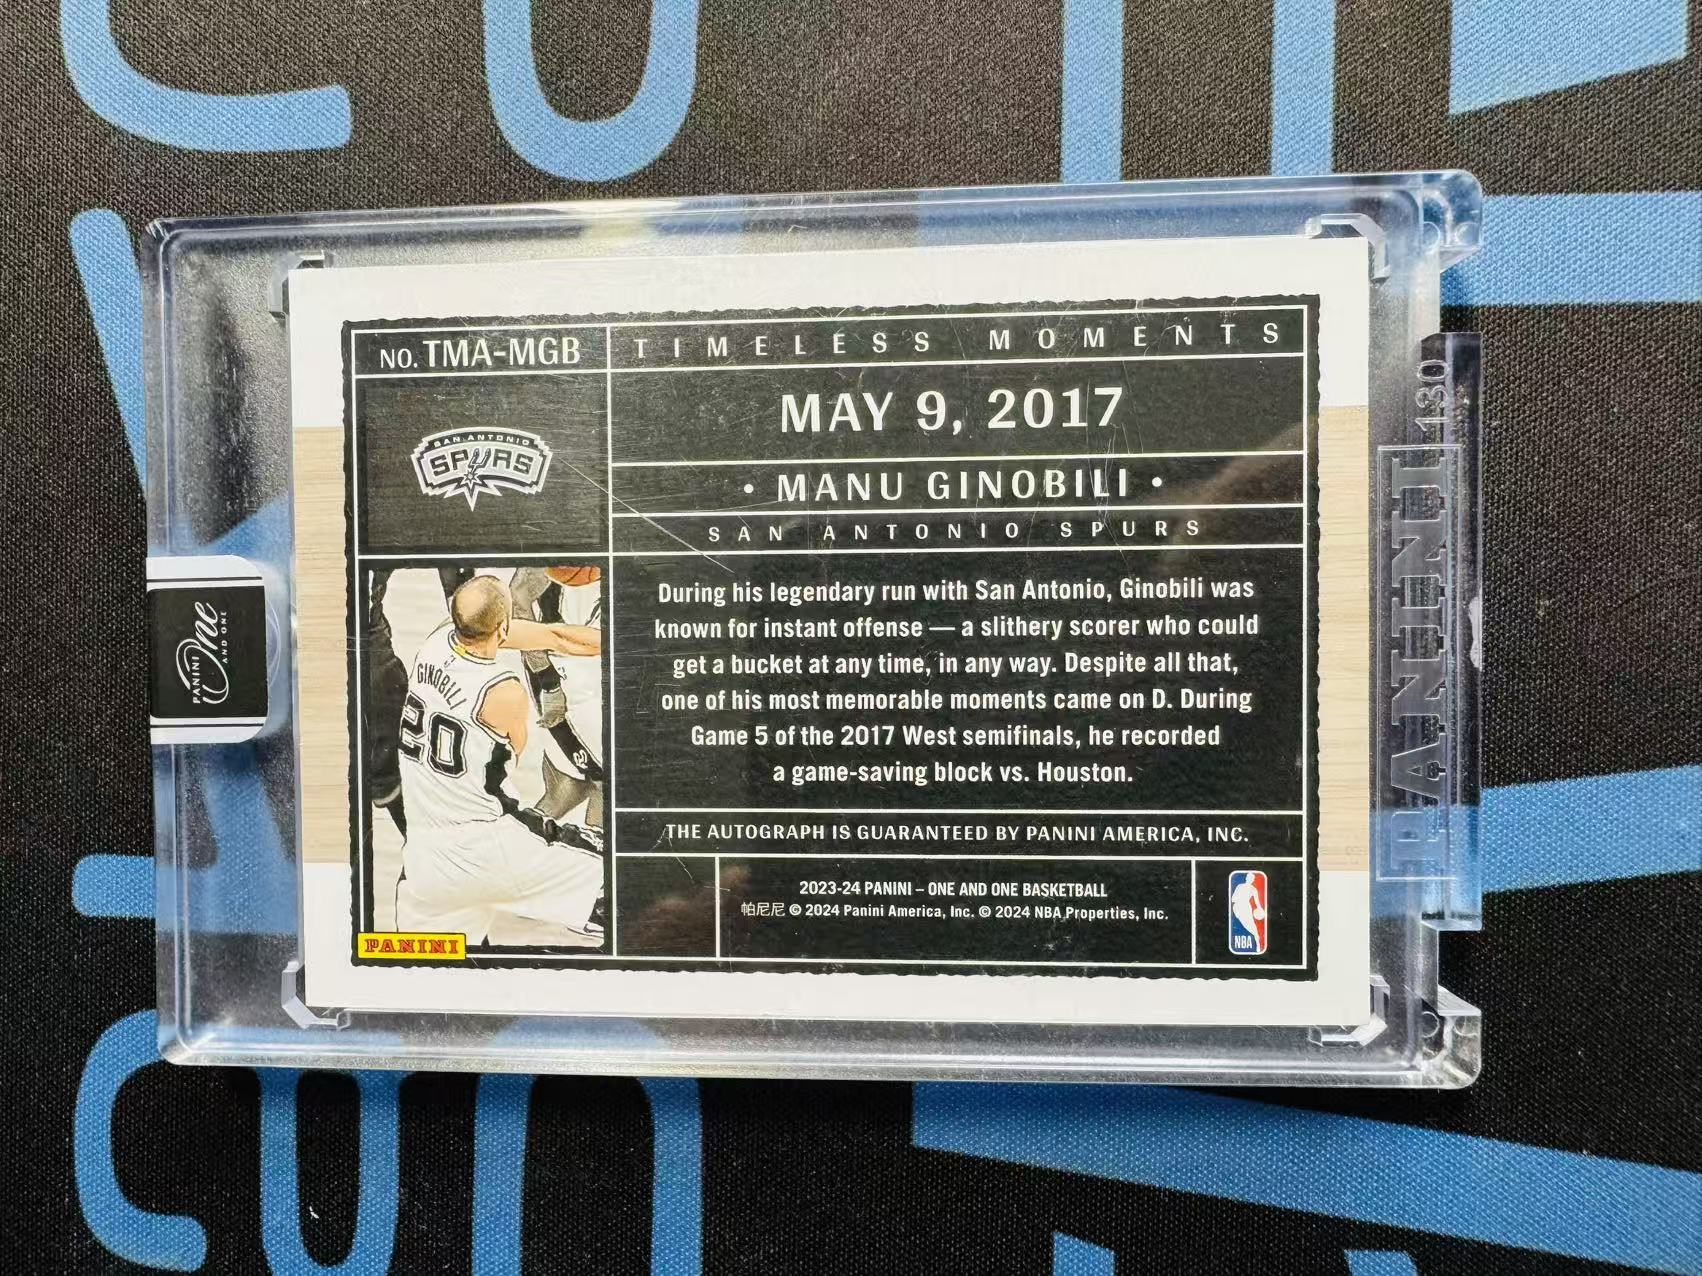 NO. TMA-MGB
TIMELESS MOMENTS
MAY 9, 2017
SAN ANTONIO
SPURS
• MANU GINOBILI •
SAN ANTONIO SPURS
During his legendary run with San Antonio, Ginobili was
known for instant offense — a slithery scorer who could
get a bucket at any time, in any way. Despite all that,
one of his most memorable moments came on D. During
Game 5 of the 2017 West semifinals, he recorded
a game-saving block vs. Houston.
GINOBILI
20
THE AUTOGRAPH IS GUARANTEED BY PANINI AMERICA, INC.
2023-24 PANINI – ONE AND ONE BASKETBALL
帕尼尼 © 2024 Panini America, Inc. © 2024 NBA Properties, Inc.
PANINI
NBA
PANINI
One
AND ONE
PANINI
130